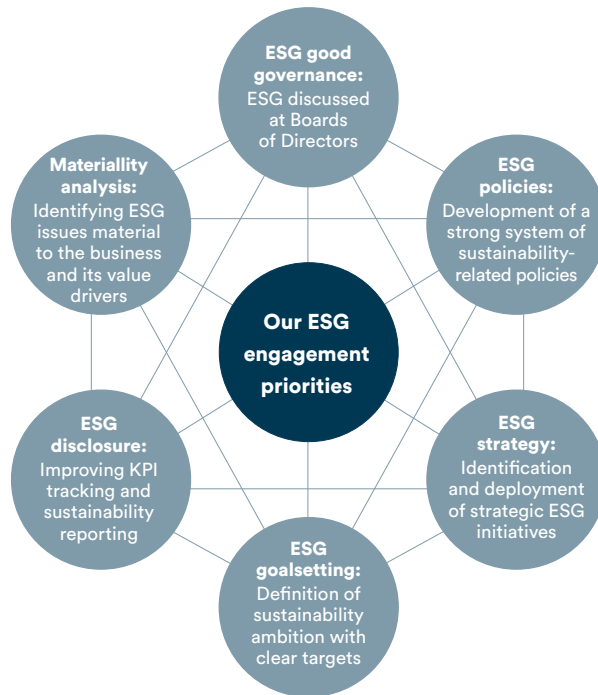 ESG good
governance:
ESG discussed
at Boards
of Directors
Materiallity
analysis:
Identifying ESG
issues material
to the business
and its value
drivers
ESG
policies:
Development of a
strong system of
sustainability-
related policies
Our ESG
engagement
priorities
ESG
disclosure:
Improving KPI
tracking and
sustainability
reporting
ESG
strategy:
Identification
and deployment
of strategic ESG
initiatives
ESG
goalsetting:
Definition of
sustainability
ambition with
clear targets